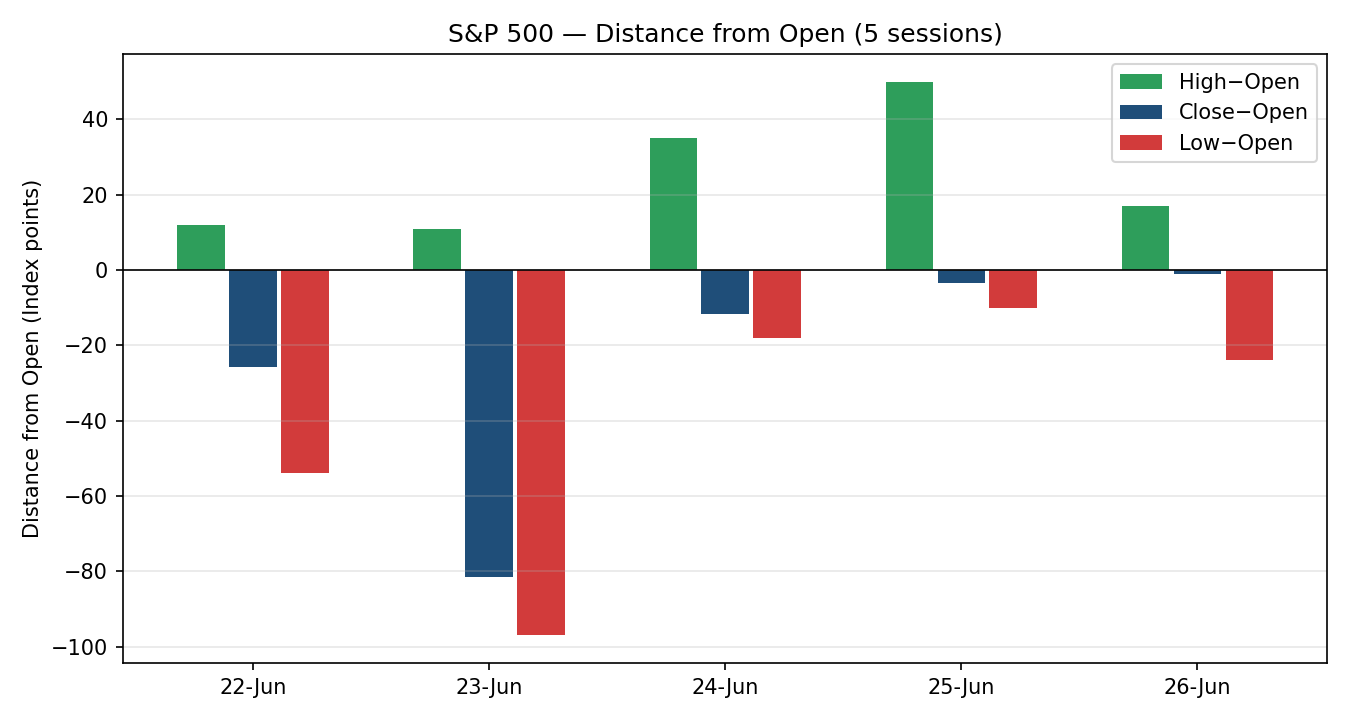 S&P 500 — Distance from Open (5 sessions)
High−Open
Close−Open
Low−Open
Distance from Open (Index points)
40
20
0
−20
−40
−60
−80
−100
22-Jun
23-Jun
24-Jun
25-Jun
26-Jun